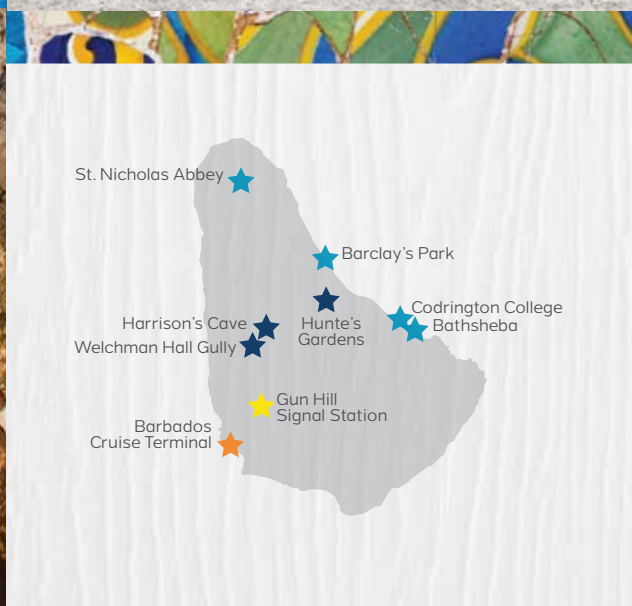 St. Nicholas Abbey
Barclay's Park
Codrington College
Bathsheba
Harrison's Cave
Hunte's
Gardens
Welchman Hall Gully
Gun Hill
Signal Station
Barbados
Cruise Terminal